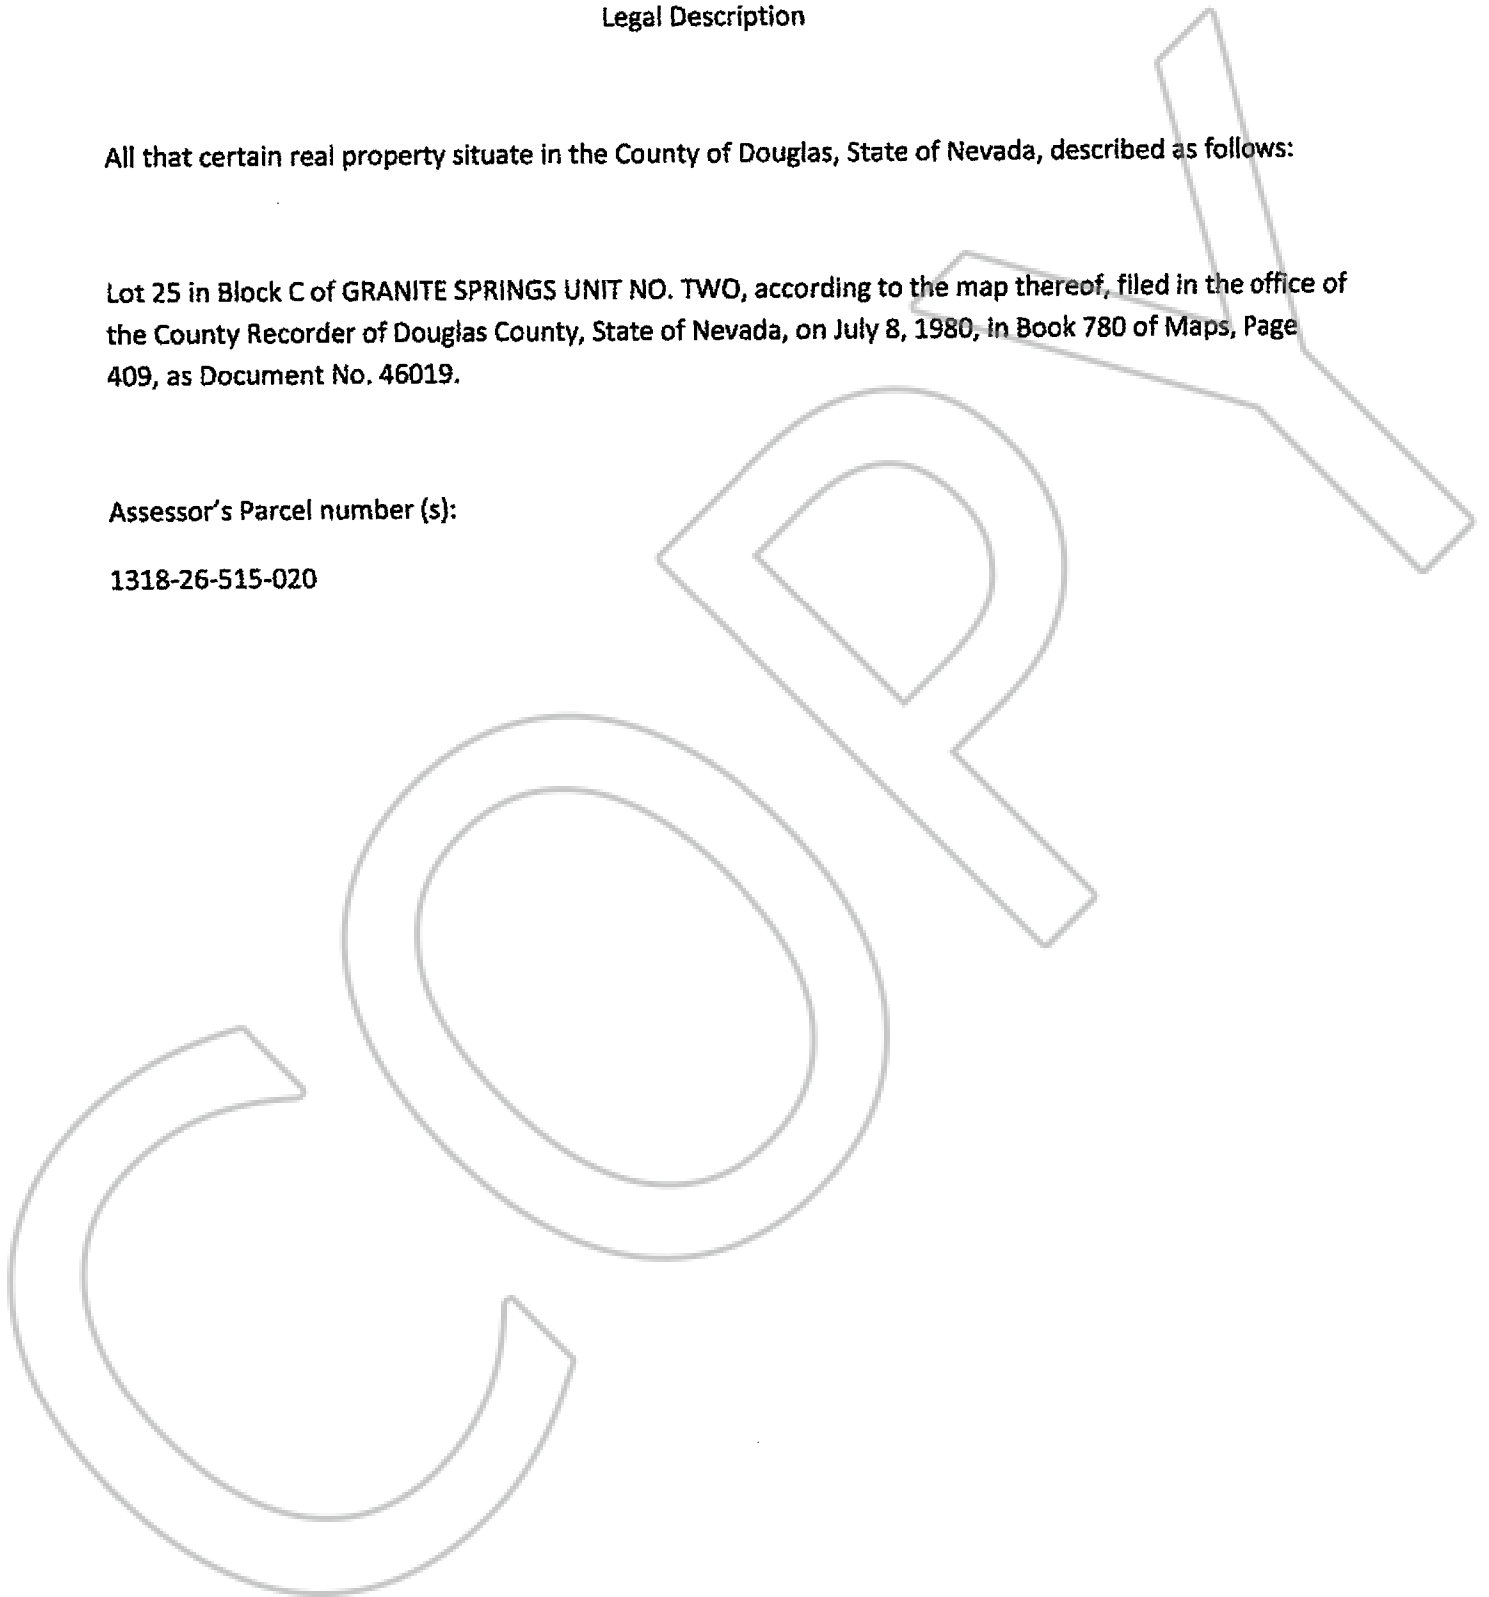 Legal Description
All that certain real property situate in the County of Douglas, State of Nevada, described as follows:
Lot 25 in Block C of GRANITE SPRINGS UNIT NO. TWO, according to the map thereof, filed in the office of
the County Recorder of Douglas County, State of Nevada, on July 8, 1980, in Book 780 of Maps, Page
409, as Document No. 46019.
Assessor's Parcel number (s):
1318-26-515-020
COPY